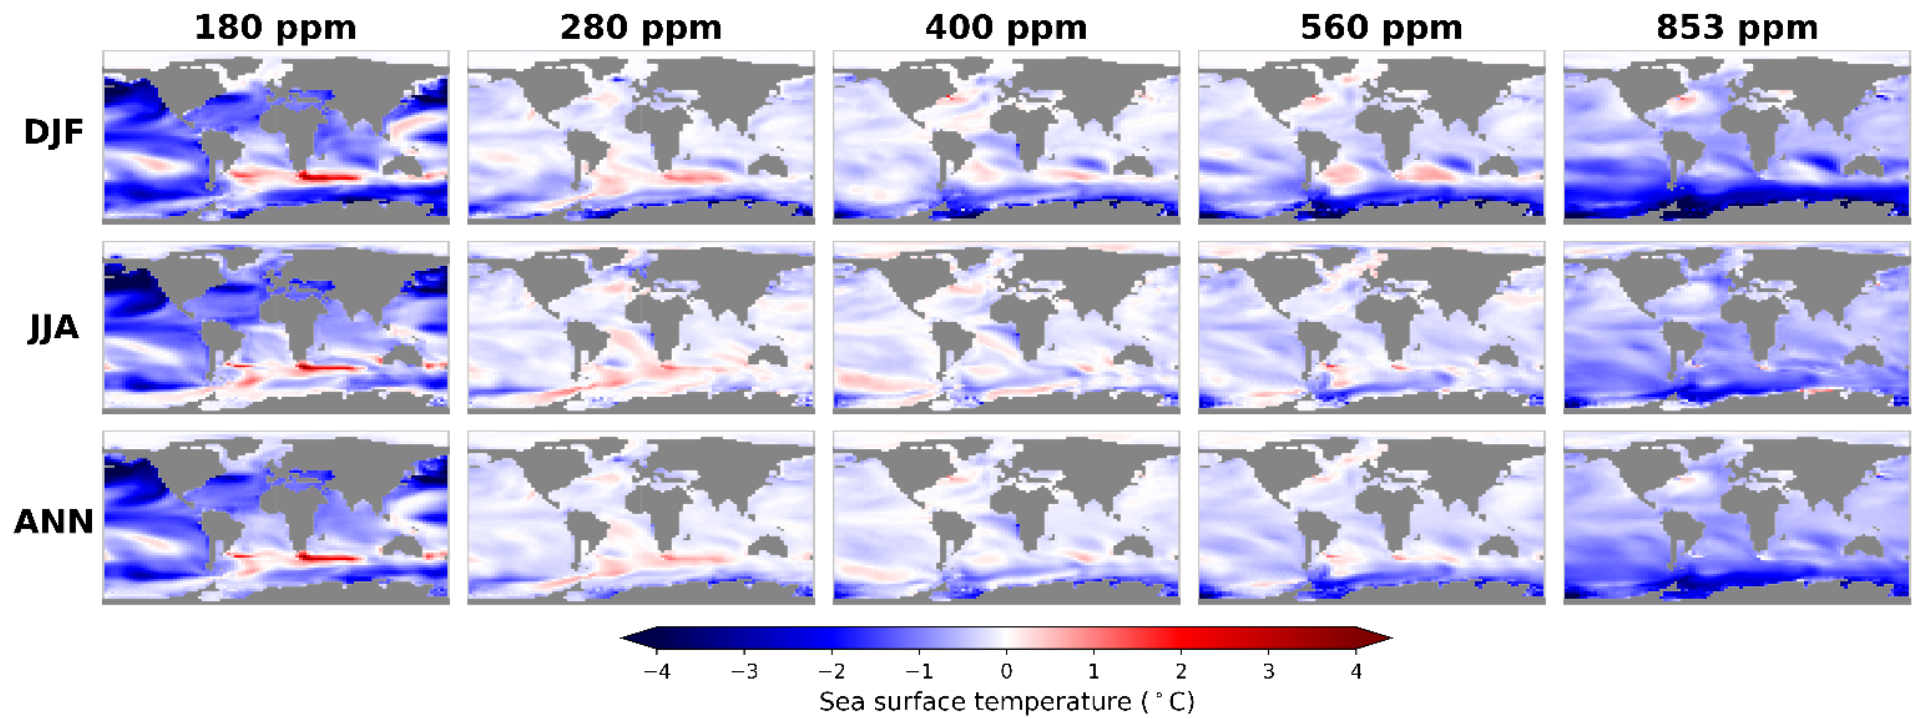 180 ppm 280 ppm 400 ppm 560 ppm 853 ppm
DJF
JJA
ANN
−4 −3 −2 −1 0 1 2 3 4
Sea surface temperature (°C)